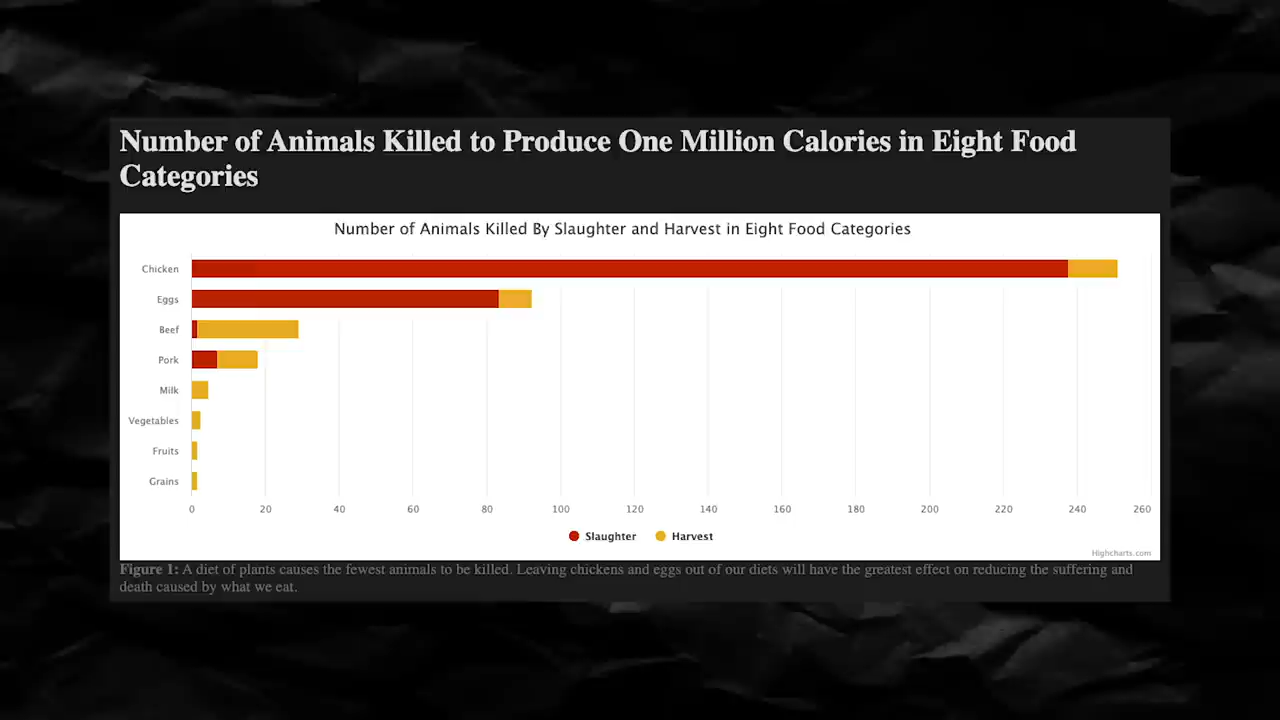 Number of Animals Killed to Produce One Million Calories in Eight Food
Categories
Number of Animals Killed By Slaughter and Harvest in Eight Food Categories
Chicken
Eggs
Beef
Pork
Milk
Vegetables
Fruits
Grains
0 20 40 60 80 100 120 140 160 180 200 220 240 260
Slaughter Harvest
Highcharts.com
Figure 1: A diet of plants causes the fewest animals to be killed. Leaving chickens and eggs out of our diets will have the greatest effect on reducing the suffering and
death caused by what we eat.